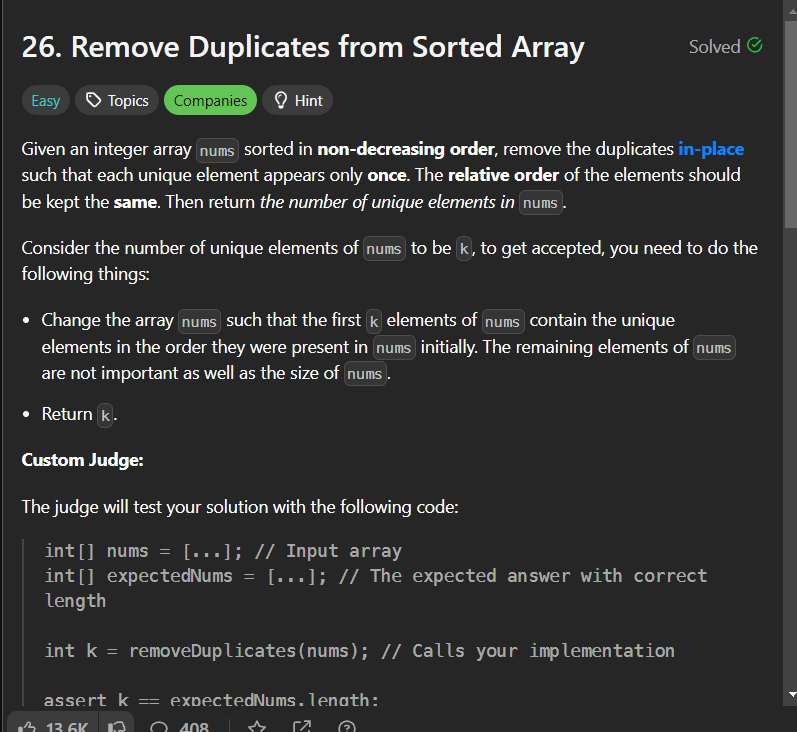 26. Remove Duplicates from Sorted Array
Solved
Easy
Topics
Companies
Hint
Given an integer array nums sorted in non-decreasing order, remove the duplicates in-place
such that each unique element appears only once. The relative order of the elements should
be kept the same. Then return the number of unique elements in nums.
Consider the number of unique elements of nums to be k, to get accepted, you need to do the
following things:
• Change the array nums such that the first k elements of nums contain the unique
elements in the order they were present in nums initially. The remaining elements of nums
are not important as well as the size of nums.
• Return k.
Custom Judge:
The judge will test your solution with the following code:
int[] nums = [...]; // Input array
int[] expectedNums = [...]; // The expected answer with correct
length
int k = removeDuplicates(nums); // Calls your implementation
assert k == expectedNums.length;
13.6K
408